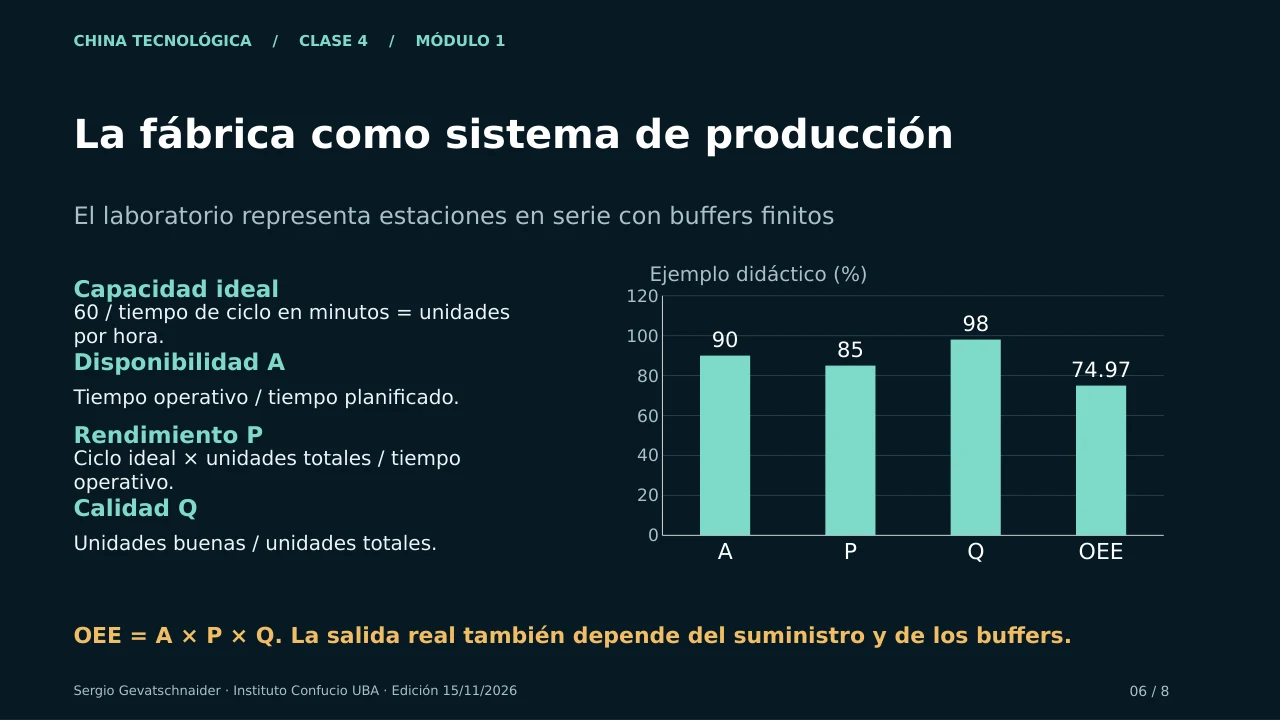 CHINA TECNOLÓGICA / CLASE 4 / MÓDULO 1
La fábrica como sistema de producción
El laboratorio representa estaciones en serie con buffers finitos
Capacidad ideal
60 / tiempo de ciclo en minutos = unidades
por hora.
Disponibilidad A
Tiempo operativo / tiempo planificado.
Rendimiento P
Ciclo ideal × unidades totales / tiempo
operativo.
Calidad Q
Unidades buenas / unidades totales.
Ejemplo didáctico (%)
120
100
80
60
40
20
0
90
85
98
74.97
A P Q OEE
OEE = A × P × Q. La salida real también depende del suministro y de los buffers.
Sergio Gevatschnaider · Instituto Confucio UBA · Edición 15/11/2026
06 / 8